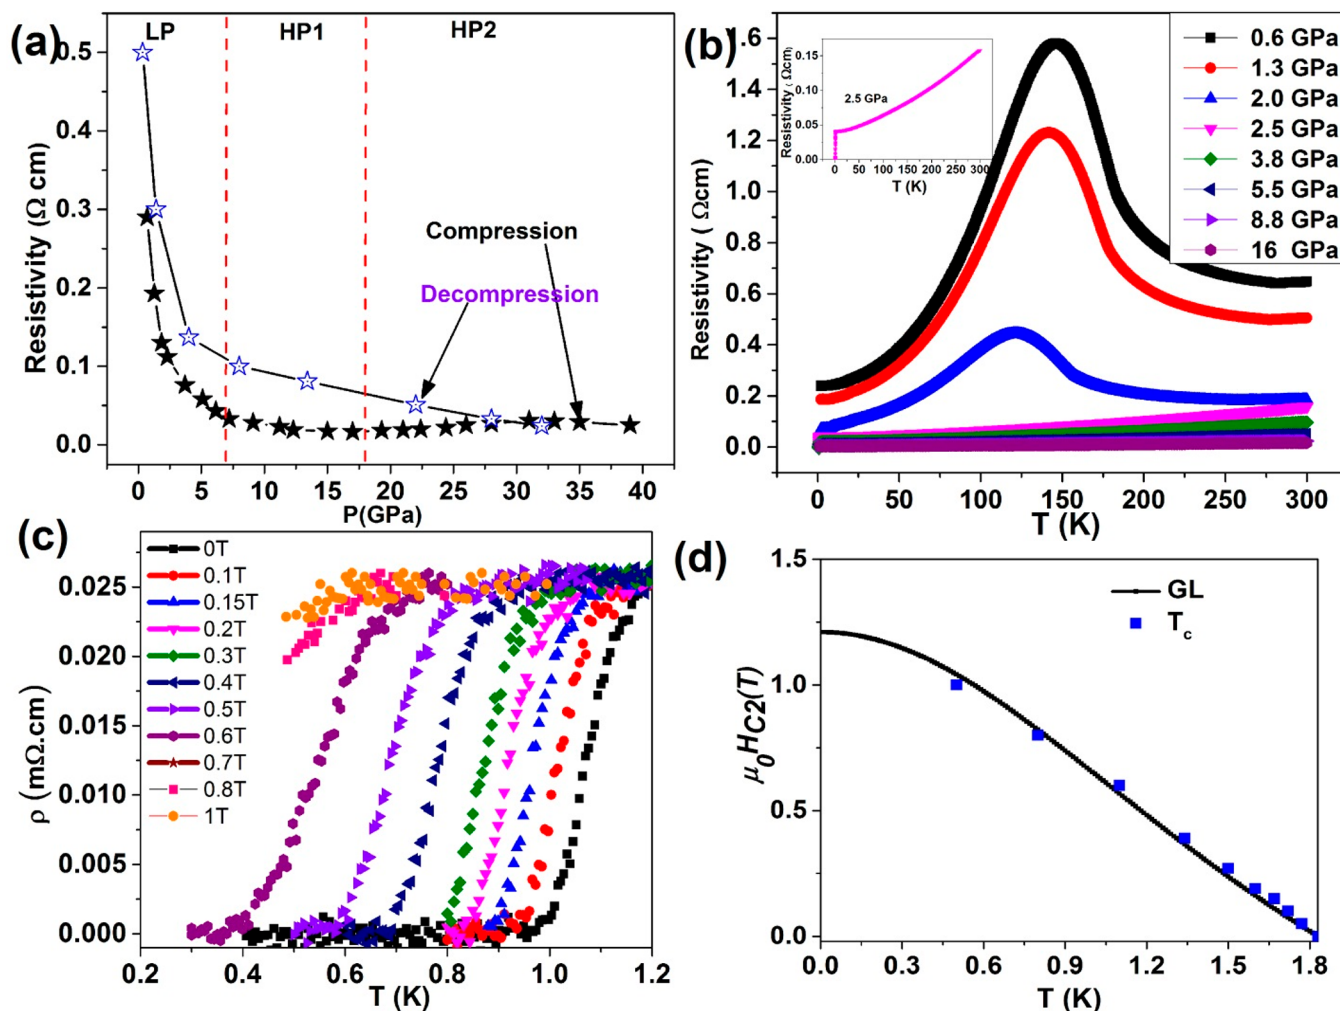 (a)
LP
HP1
HP2
Resistivity (Ω cm)
0.5
0.4
0.3
0.2
0.1
0.0
Compression
Decompression
0 5 10 15 20 25 30 35 40
P(GPa)
(b)
Resistivity ( Ωcm)
1.6
1.4
1.2
1.0
0.8
0.6
0.4
0.2
0.0
0 50 100 150 200 250 300
T (K)
Resistivity ( Ωcm)
0.15
0.10
0.05
0.00
2.5 GPa
0 50 100 150 200 250 300
T (K)
0.6 GPa
1.3 GPa
2.0 GPa
2.5 GPa
3.8 GPa
5.5 GPa
8.8 GPa
16 GPa
(c)
ρ (mΩ.cm)
0.025
0.020
0.015
0.010
0.005
0.000
0T
0.1T
0.15T
0.2T
0.3T
0.4T
0.5T
0.6T
0.7T
0.8T
1T
0.2 0.4 0.6 0.8 1.0 1.2
T (K)
(d)
μ0HC2(T)
1.5
1.0
0.5
0.0
GL
Tc
0.0 0.3 0.6 0.9 1.2 1.5 1.8
T (K)